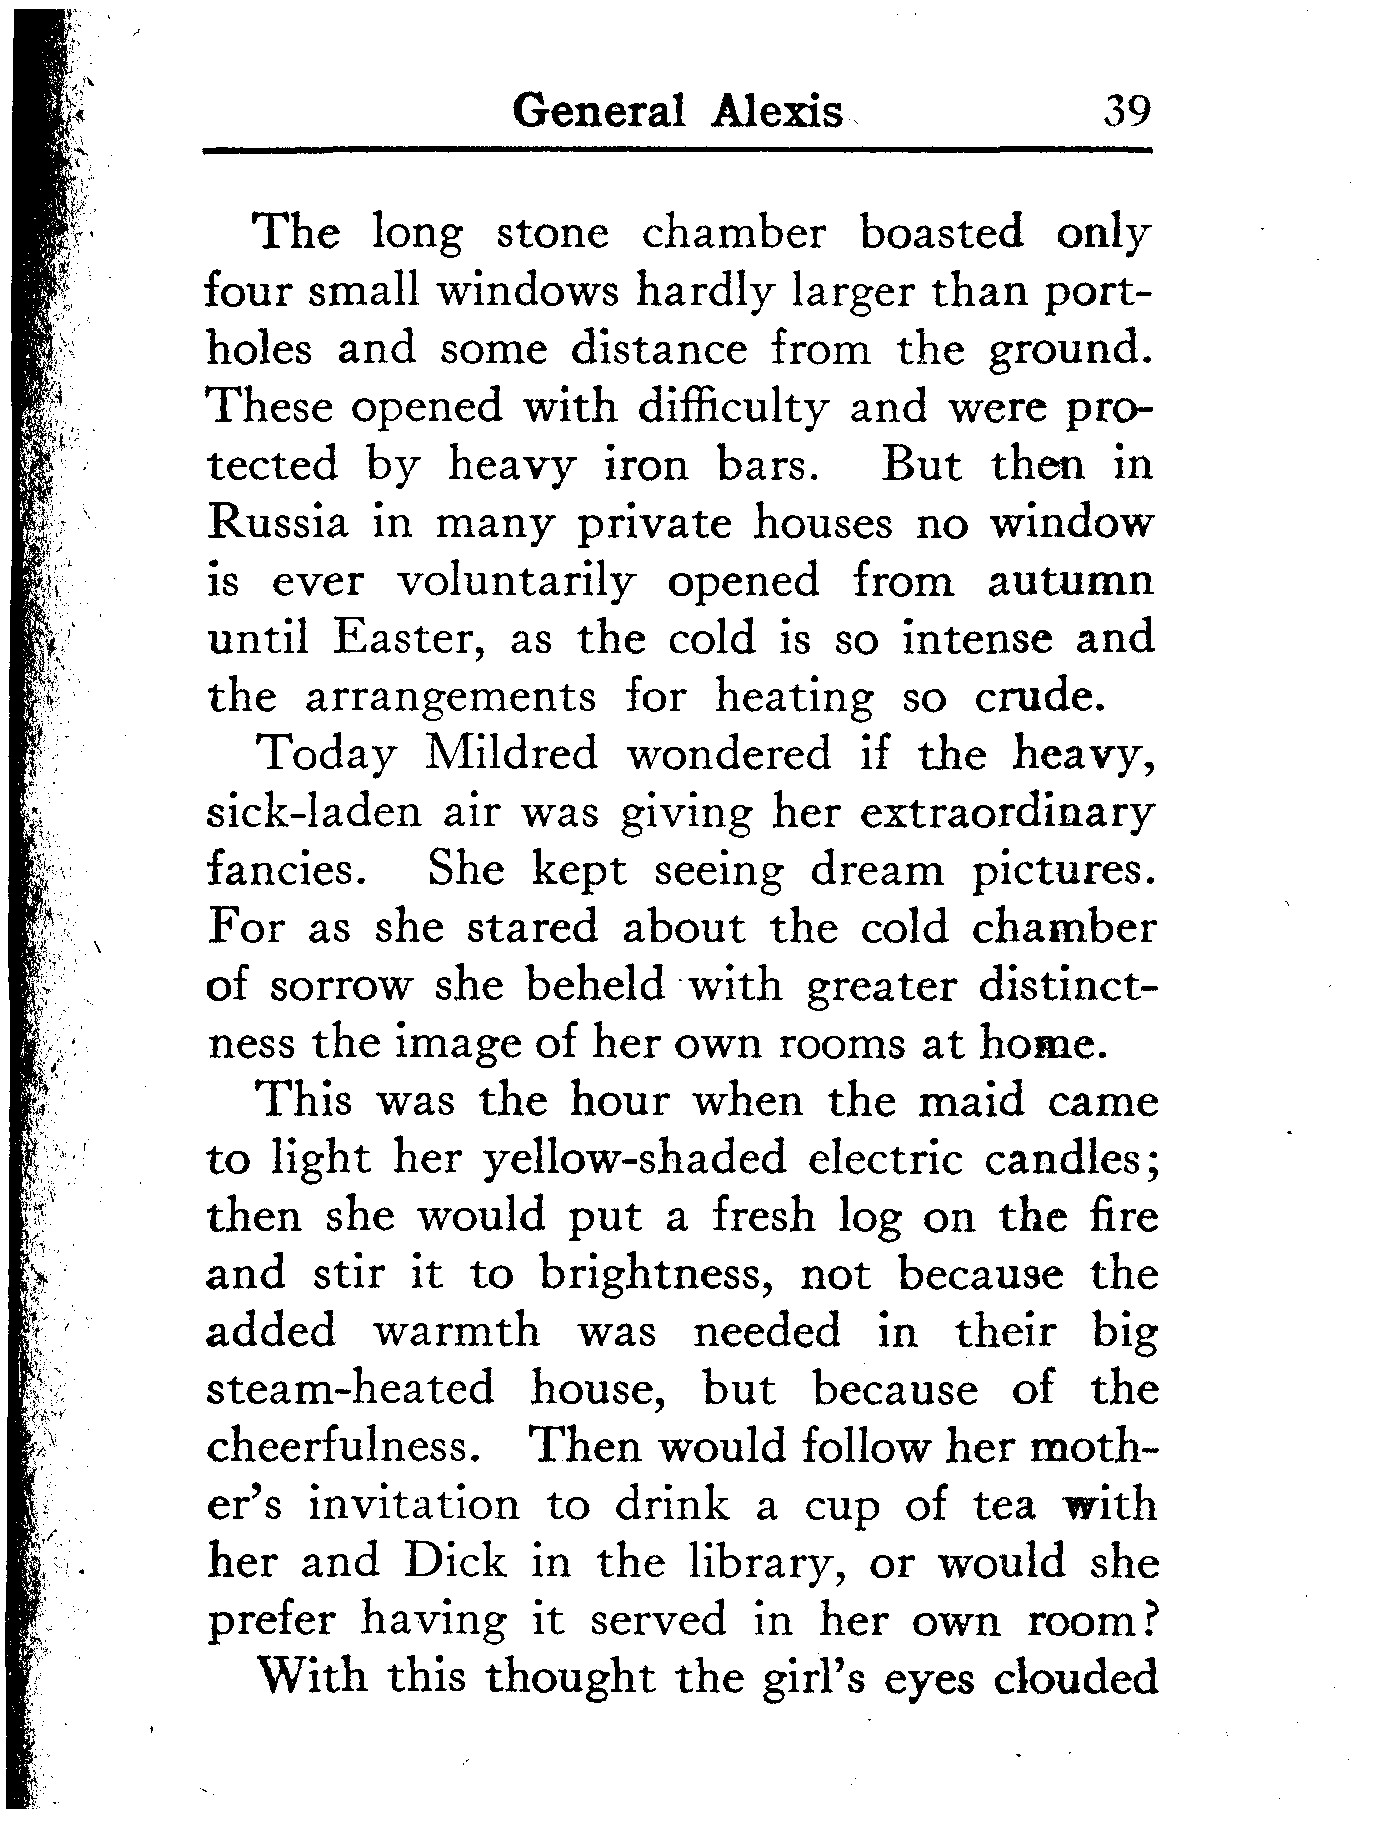 General Alexis 39
The long stone chamber boasted only
four small windows hardly larger than port-
holes and some distance from the ground.
These opened with difficulty and were pro-
tected by heavy iron bars. But then in
Russia in many private houses no window
is ever voluntarily opened from autumn
until Easter, as the cold is so intense and
the arrangements for heating so crude.
Today Mildred wondered if the heavy,
sick-laden air was giving her extraordinary
fancies. She kept seeing dream pictures.
For as she stared about the cold chamber
of sorrow she beheld with greater distinct-
ness the image of her own rooms at home.
This was the hour when the maid came
to light her yellow-shaded electric candles;
then she would put a fresh log on the fire
and stir it to brightness, not because the
added warmth was needed in their big
steam-heated house, but because of the
cheerfulness. Then would follow her moth-
er's invitation to drink a cup of tea with
her and Dick in the library, or would she
prefer having it served in her own room?
With this thought the girl's eyes clouded